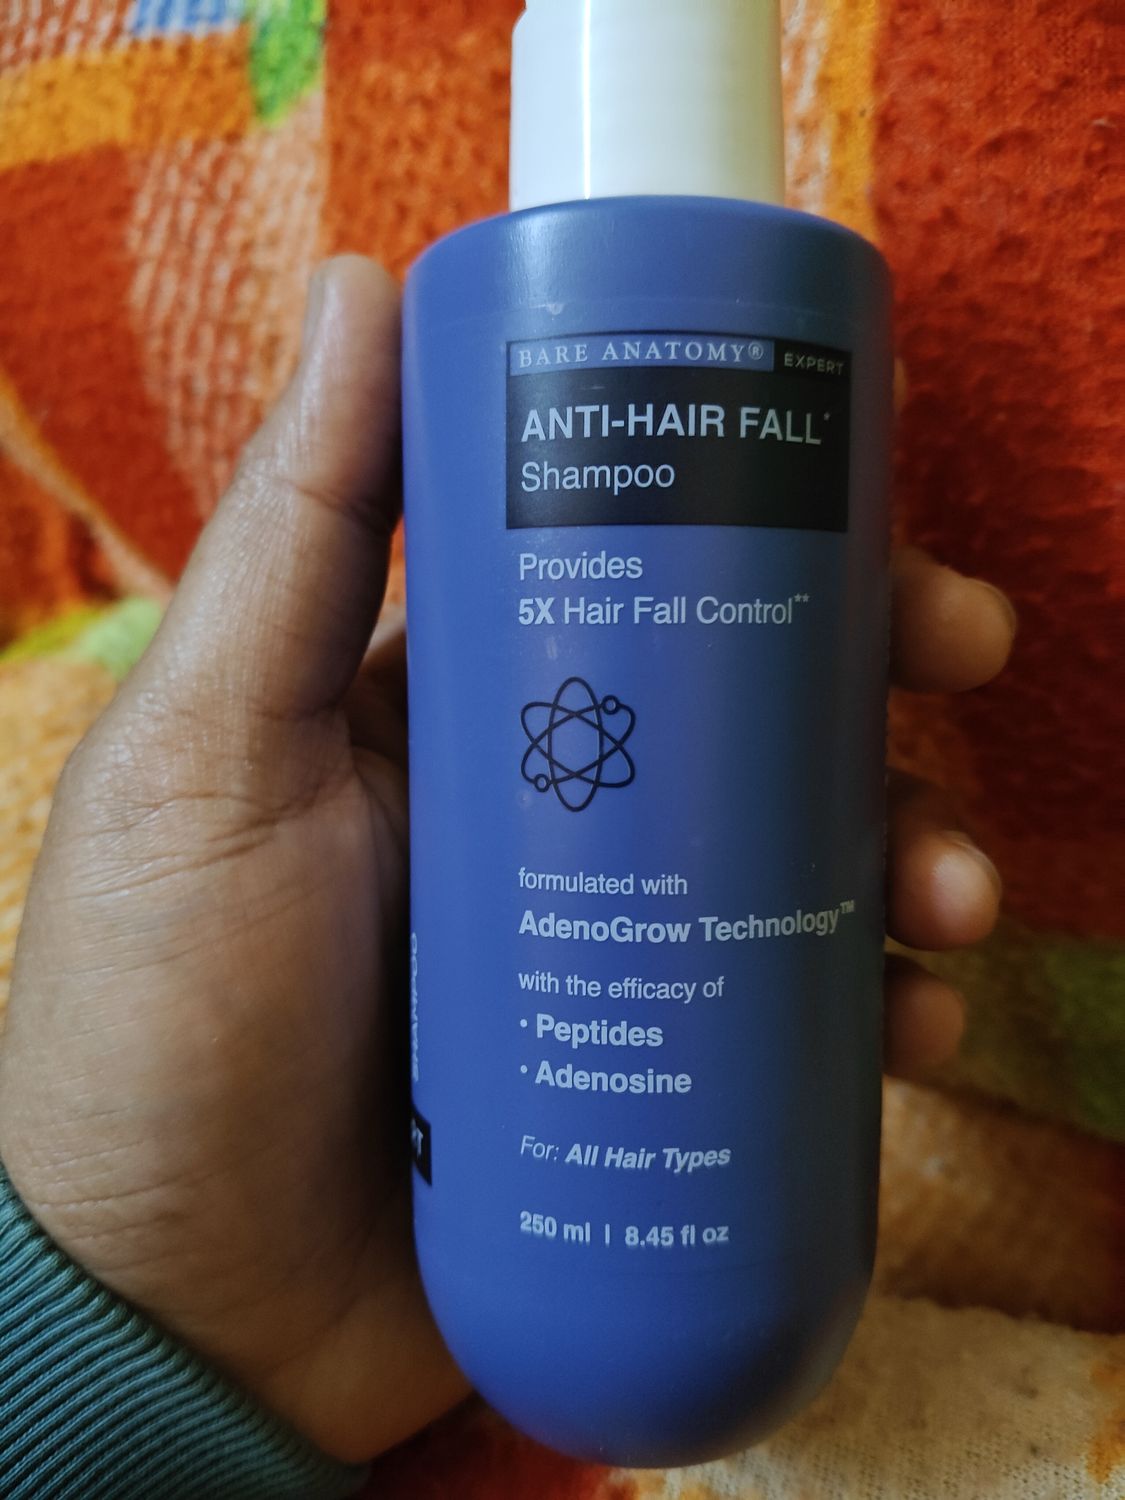 BARE ANATOMY® EXPERT
ANTI-HAIR FALL*
Shampoo
Provides
5X Hair Fall Control**
formulated with
AdenoGrow Technology™
with the efficacy of
• Peptides
• Adenosine
For: All Hair Types
250 ml | 8.45 fl oz
SHAMPOO